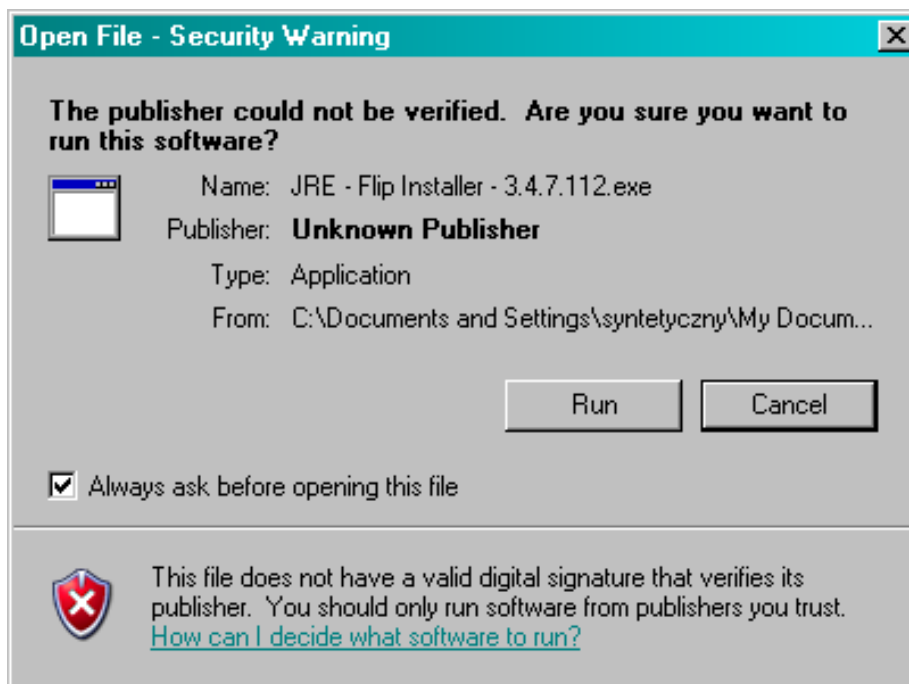 Open File - Security Warning
The publisher could not be verified.  Are you sure you want to
run this software?
Name: JRE - Flip Installer - 3.4.7.112.exe
Publisher: Unknown Publisher
Type: Application
From: C:\Documents and Settings\syntetyczny\My Docum...
Run Cancel
Always ask before opening this file
This file does not have a valid digital signature that verifies its
publisher.  You should only run software from publishers you trust.
How can I decide what software to run?